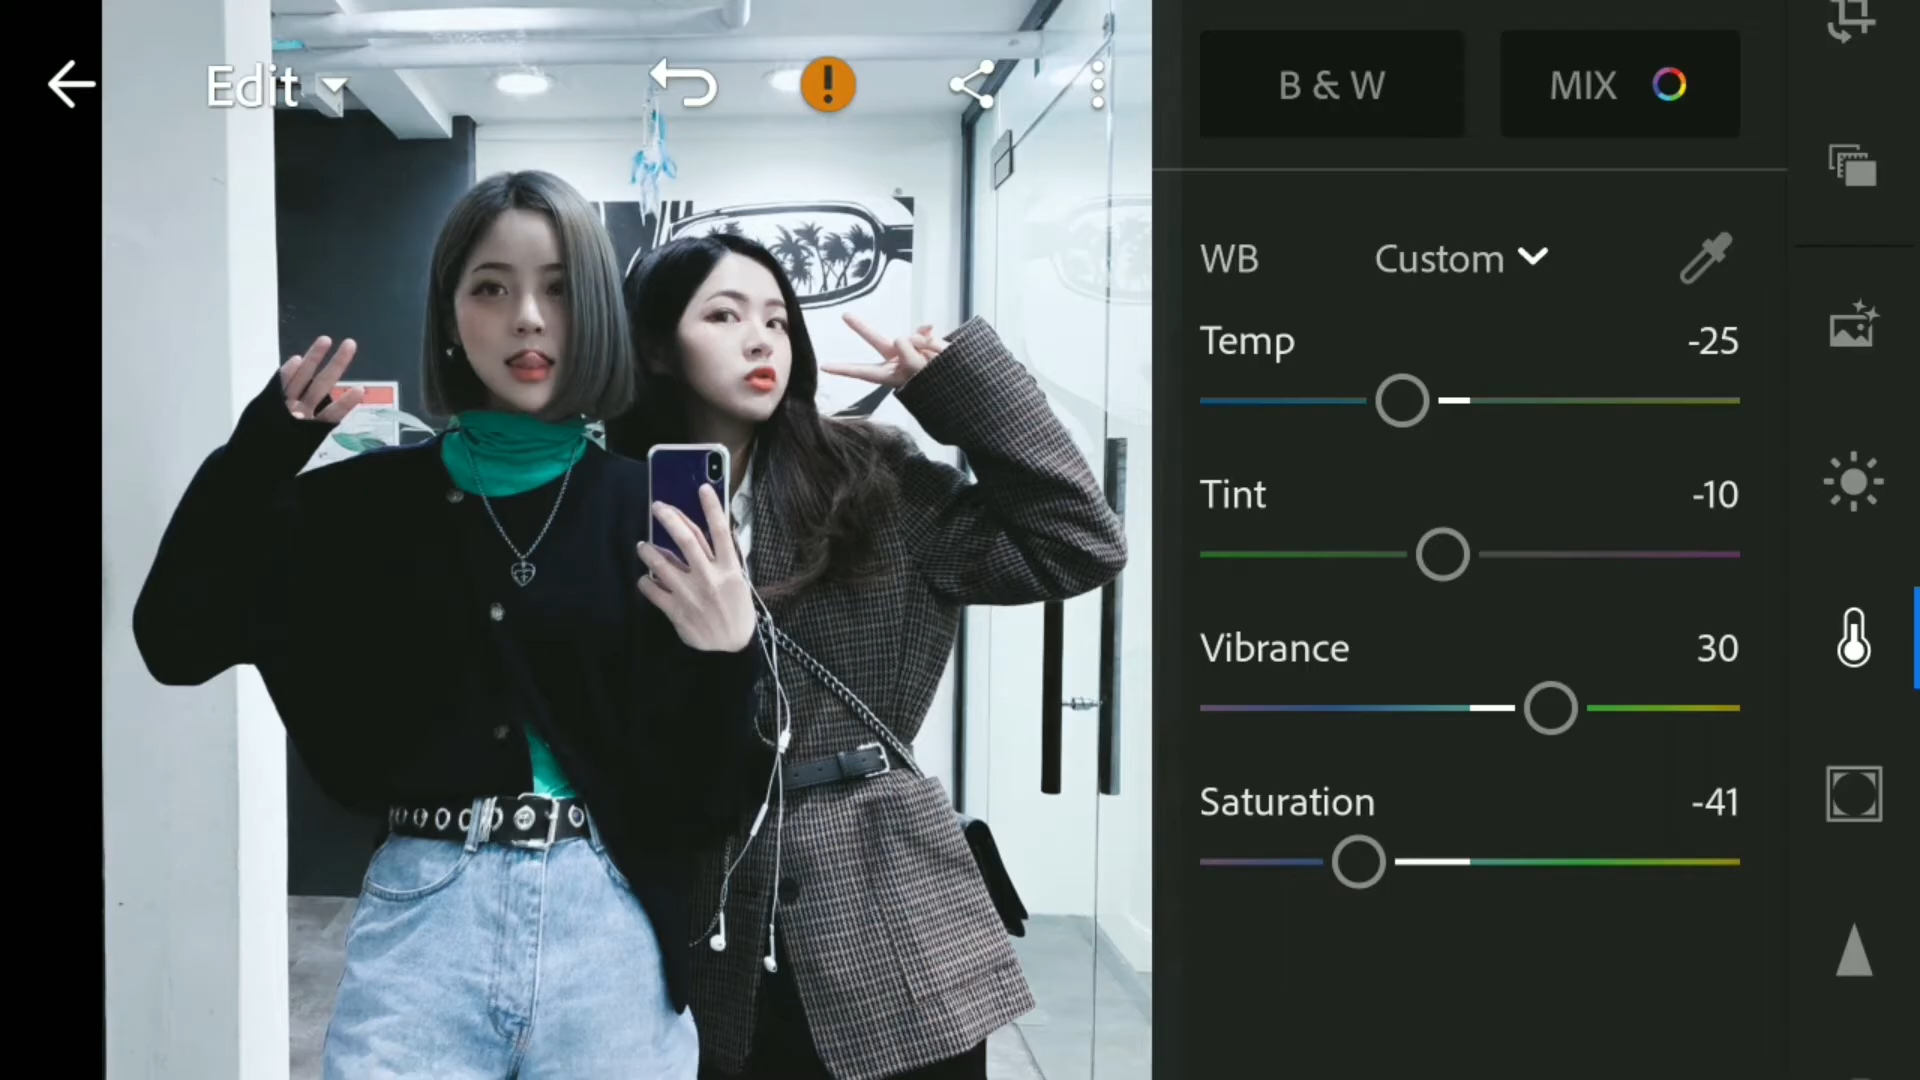 Edit
!
B & W
MIX
WB Custom
Temp -25
Tint -10
Vibrance 30
Saturation -41